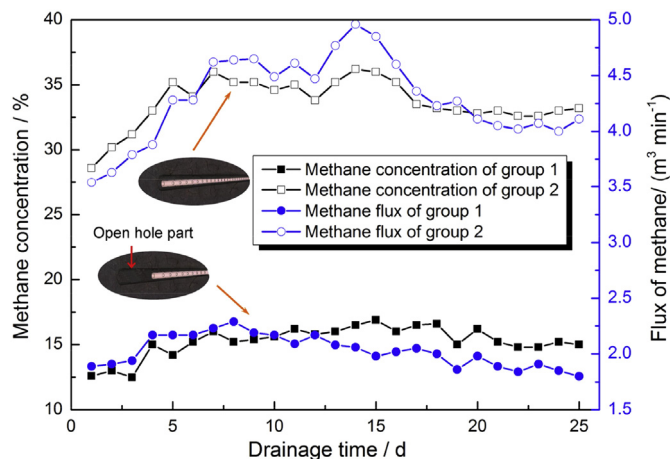 40
35
30
25
20
15
10
Methane concentration / %
5.0
4.5
4.0
3.5
3.0
2.5
2.0
1.5
Flux of methane/ (m³ min⁻¹)
Methane concentration of group 1
Methane concentration of group 2
Methane flux of group 1
Methane flux of group 2
Open hole part
0
5
10
15
20
25
Drainage time / d